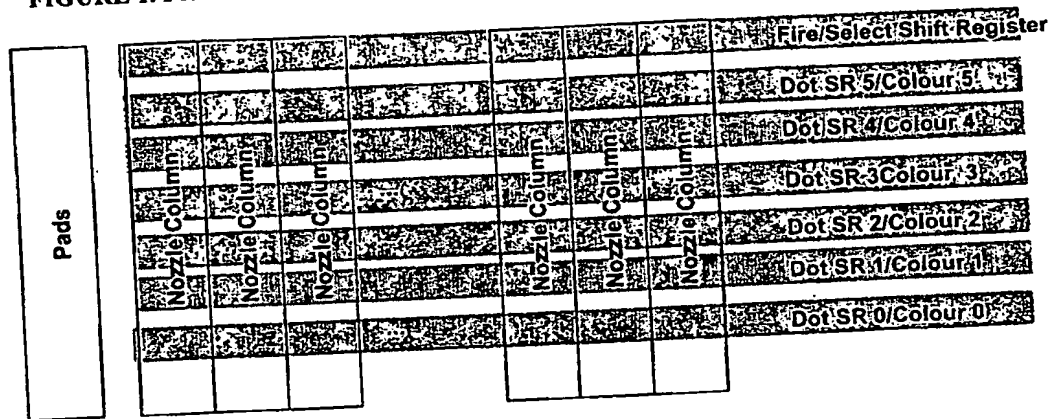 FIGURE
Fire/Select Shift Register
Dot SR 5/Colour 5
Dot SR 4/Colour 4
Dot SR 3Colour 3
Dot SR 2/Colour 2
Dot SR 1/Colour 1
Dot SR 0/Colour 0
Pads
Nozzle Column
Nozzle Column
Nozzle Column
Nozzle Column
Nozzle Column
Nozzle Column